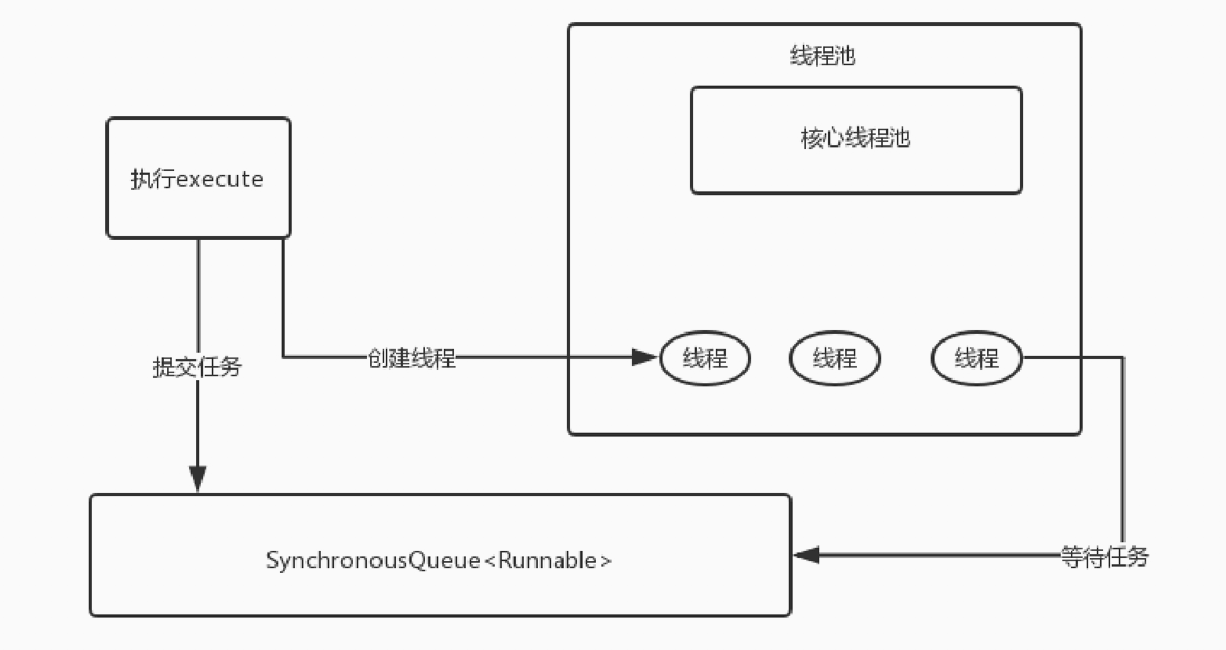 线程池
核心线程池
执行execute
提交任务
创建线程
线程
线程
线程
SynchronousQueue<Runnable>
等待任务